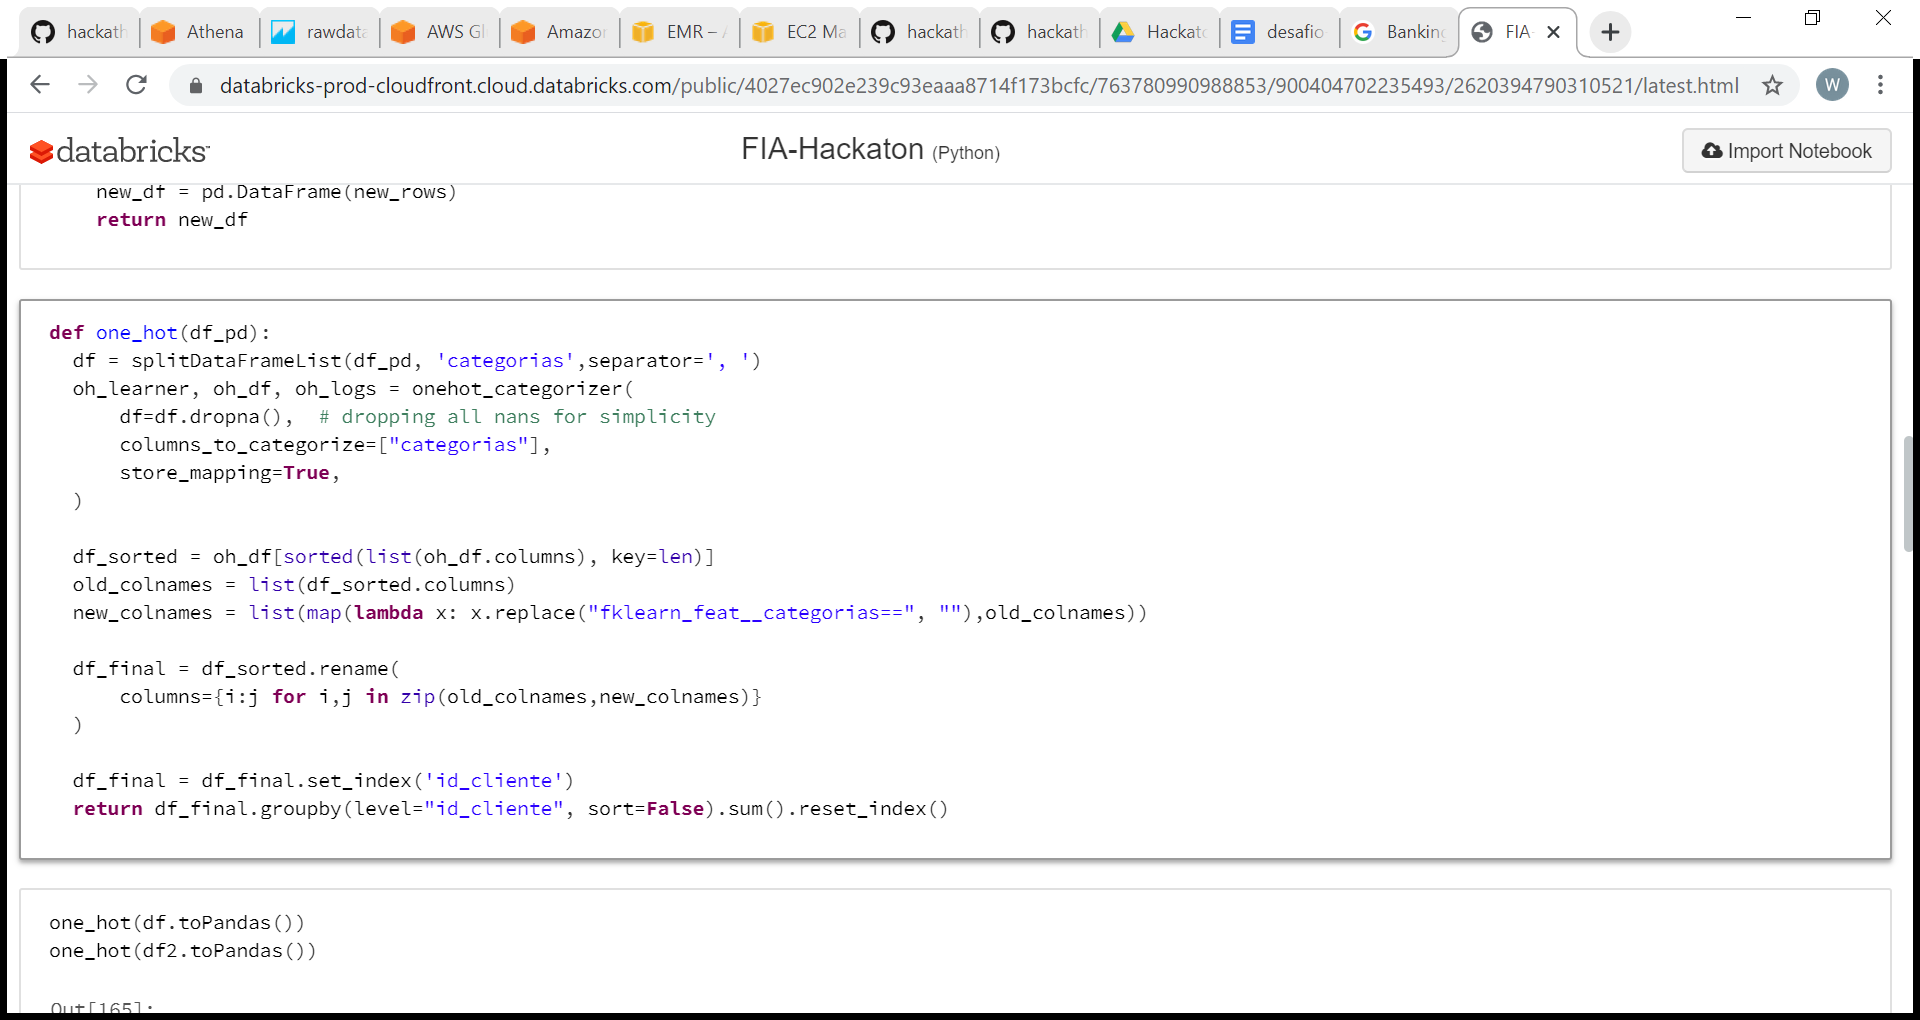 hackath
Athena
rawdata
AWS Gl
Amazon
EMR – A
EC2 Ma
hackath
hackath
Hackato
desafio
Banking
FIA-
databricks-prod-cloudfront.cloud.databricks.com/public/4027ec902e239c93eaaa8714f173bcfc/763780990988853/900404702235493/2620394790310521/latest.html
W
databricks
FIA-Hackaton (Python)
Import Notebook
new_df = pd.DataFrame(new_rows)
return new_df
def one_hot(df_pd):
df = splitDataFrameList(df_pd, 'categorias',separator=', ')
oh_learner, oh_df, oh_logs = onehot_categorizer(
df=df.dropna(),  # dropping all nans for simplicity
columns_to_categorize=["categorias"],
store_mapping=True,
)
df_sorted = oh_df[sorted(list(oh_df.columns), key=len)]
old_colnames = list(df_sorted.columns)
new_colnames = list(map(lambda x: x.replace("fklearn_feat__categorias==", ""),old_colnames))
df_final = df_sorted.rename(
columns={i:j for i,j in zip(old_colnames,new_colnames)}
)
df_final = df_final.set_index('id_cliente')
return df_final.groupby(level="id_cliente", sort=False).sum().reset_index()
one_hot(df.toPandas())
one_hot(df2.toPandas())
Out[165]: